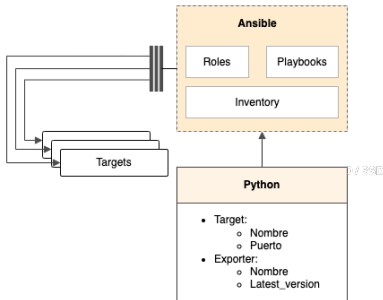 Ansible
Roles
Playbooks
Inventory
Targets
Python
Target:
Nombre
Puerto
Exporter:
Nombre
Latest_version